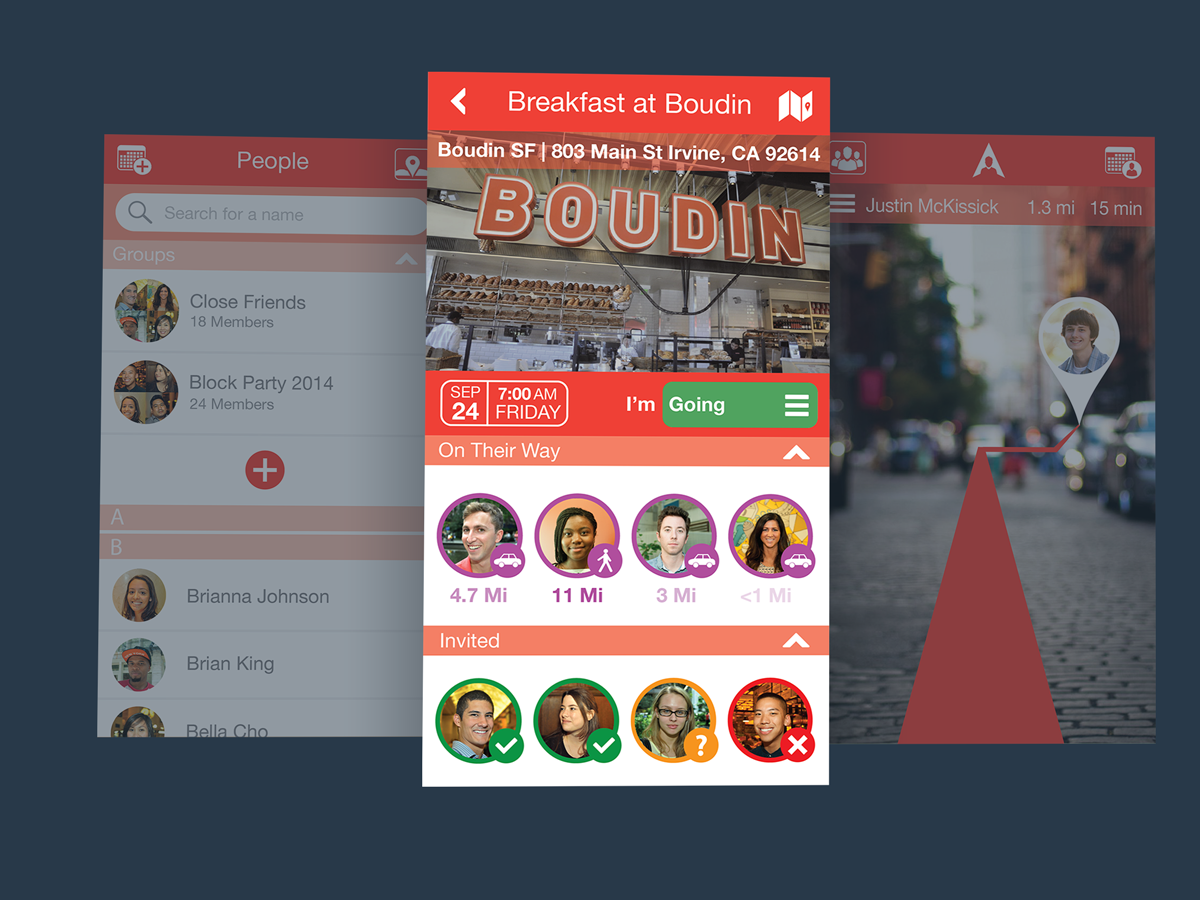 People
Search for a name
Groups
Close Friends
18 Members
Block Party 2014
24 Members
A
B
Brianna Johnson
Brian King
Bella Cho
Breakfast at Boudin
Boudin SF | 803 Main St Irvine, CA 92614
BOUDIN
SEP 24
7:00 AM FRIDAY
I'm Going
On Their Way
4.7 Mi 11 Mi 3 Mi <1 Mi
Invited
?
Justin McKissick 1.3 mi 15 min